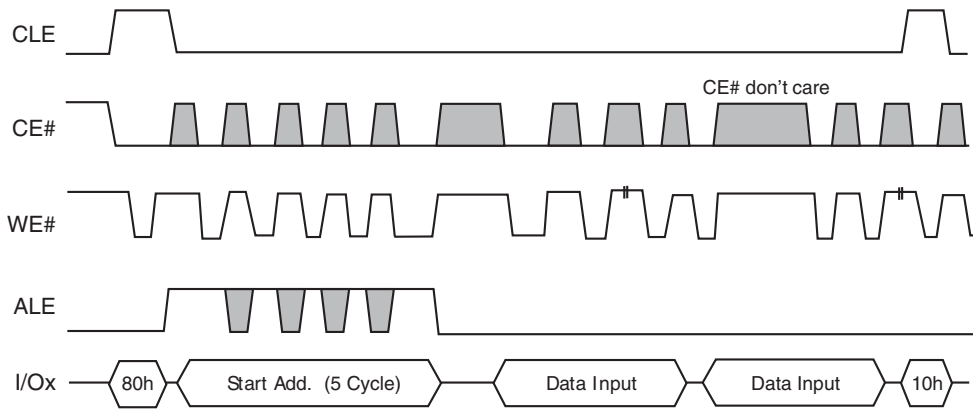 CLE
CE# don't care
CE#
WE#
ALE
I/Ox 80h Start Add. (5 Cycle) Data Input Data Input 10h